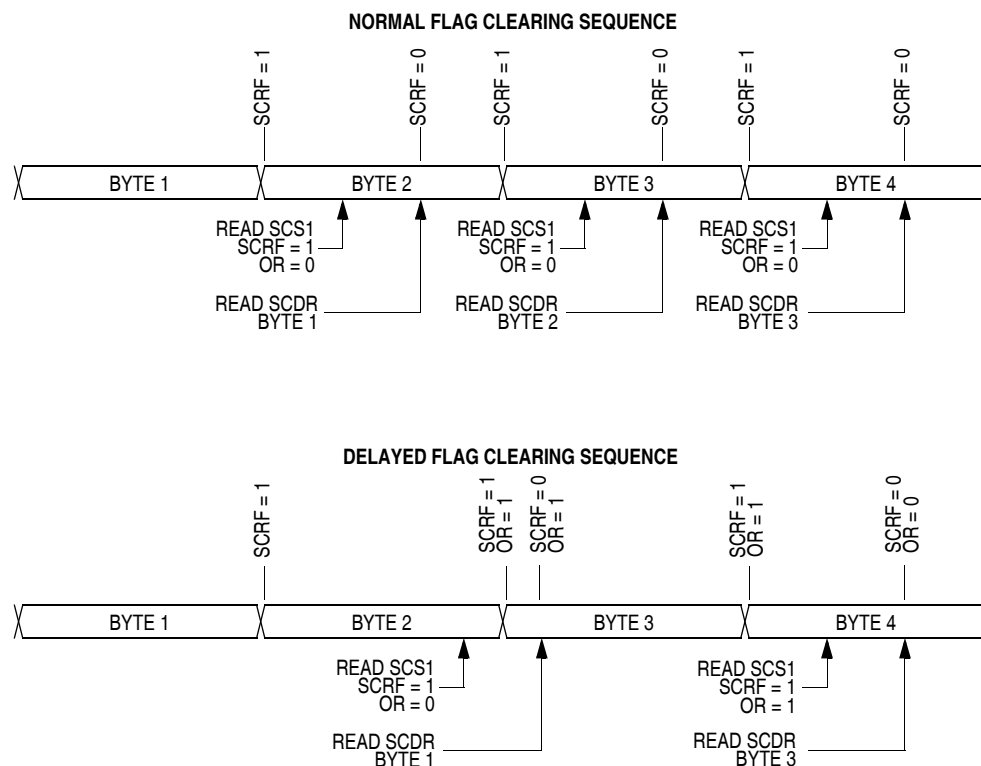 NORMAL FLAG CLEARING SEQUENCE
SCRF = 1
SCRF = 0
SCRF = 1
SCRF = 0
SCRF = 1
SCRF = 0
BYTE 1
BYTE 2
BYTE 3
BYTE 4
READ SCS1
SCRF = 1
OR = 0
READ SCS1
SCRF = 1
OR = 0
READ SCS1
SCRF = 1
OR = 0
READ SCDR
BYTE 1
READ SCDR
BYTE 2
READ SCDR
BYTE 3
DELAYED FLAG CLEARING SEQUENCE
SCRF = 1
SCRF = 1
OR = 1
SCRF = 0
OR = 1
SCRF = 1
OR = 1
SCRF = 0
OR = 0
BYTE 1
BYTE 2
BYTE 3
BYTE 4
READ SCS1
SCRF = 1
OR = 0
READ SCS1
SCRF = 1
OR = 1
READ SCDR
BYTE 1
READ SCDR
BYTE 3